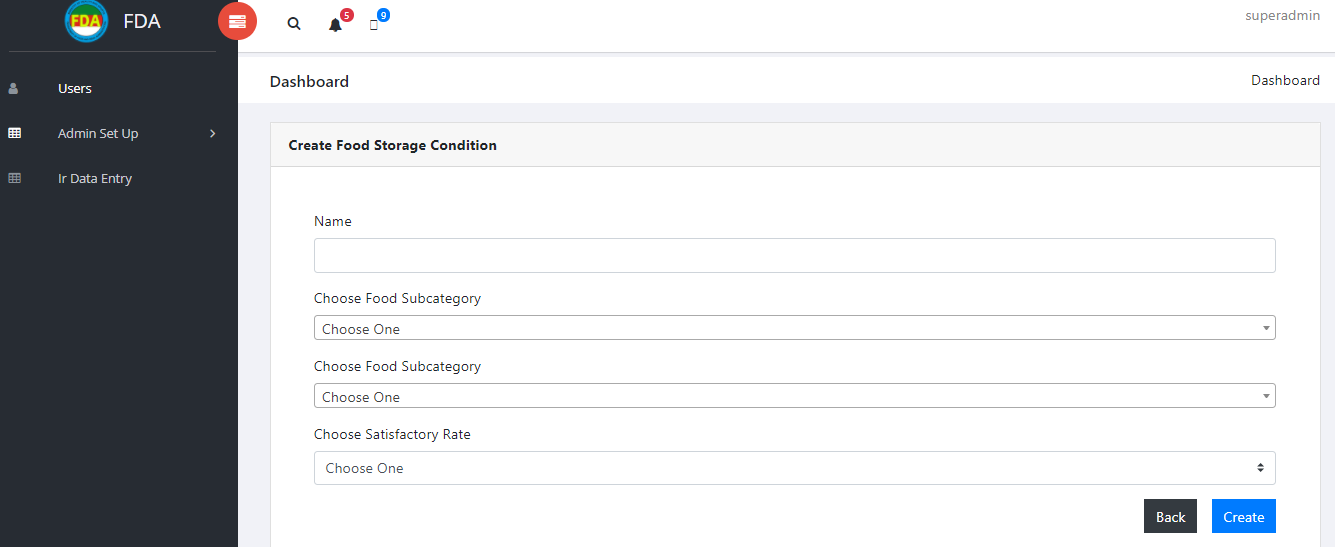 FDA
FDA
5
9
superadmin
Users
Admin Set Up
Ir Data Entry
Dashboard
Dashboard
Create Food Storage Condition
Name
Choose Food Subcategory
Choose One
Choose Food Subcategory
Choose One
Choose Satisfactory Rate
Choose One
Back
Create